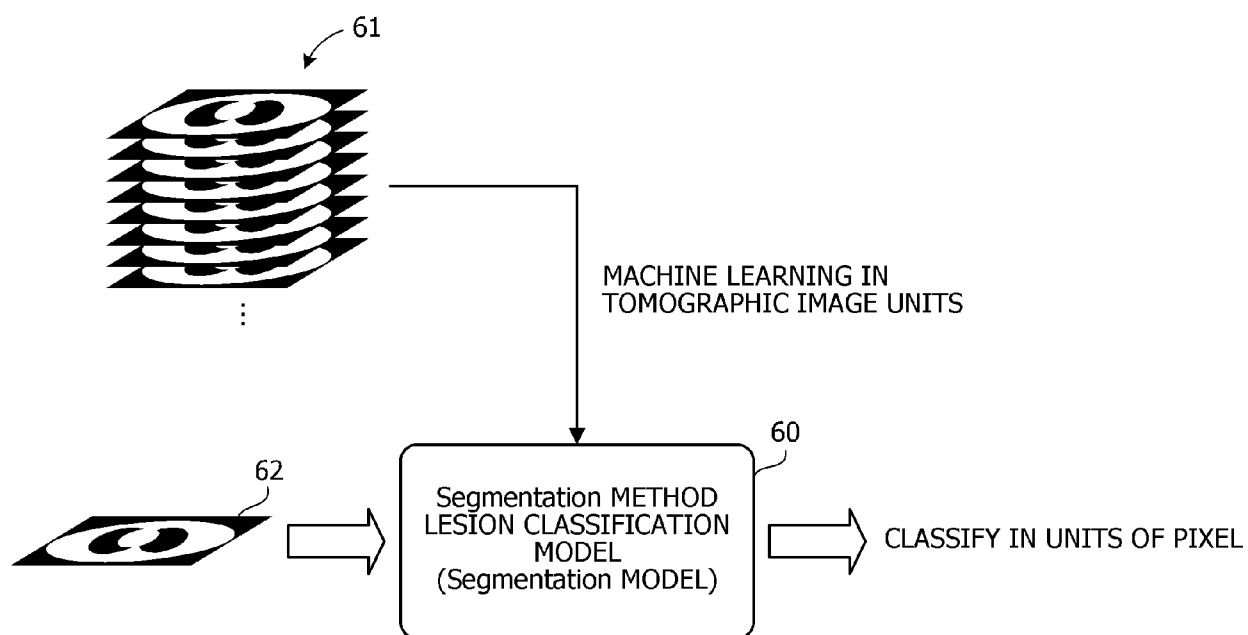 61
MACHINE LEARNING IN
TOMOGRAPHIC IMAGE UNITS
60
62
Segmentation METHOD
LESION CLASSIFICATION
MODEL
(Segmentation MODEL)
CLASSIFY IN UNITS OF PIXEL